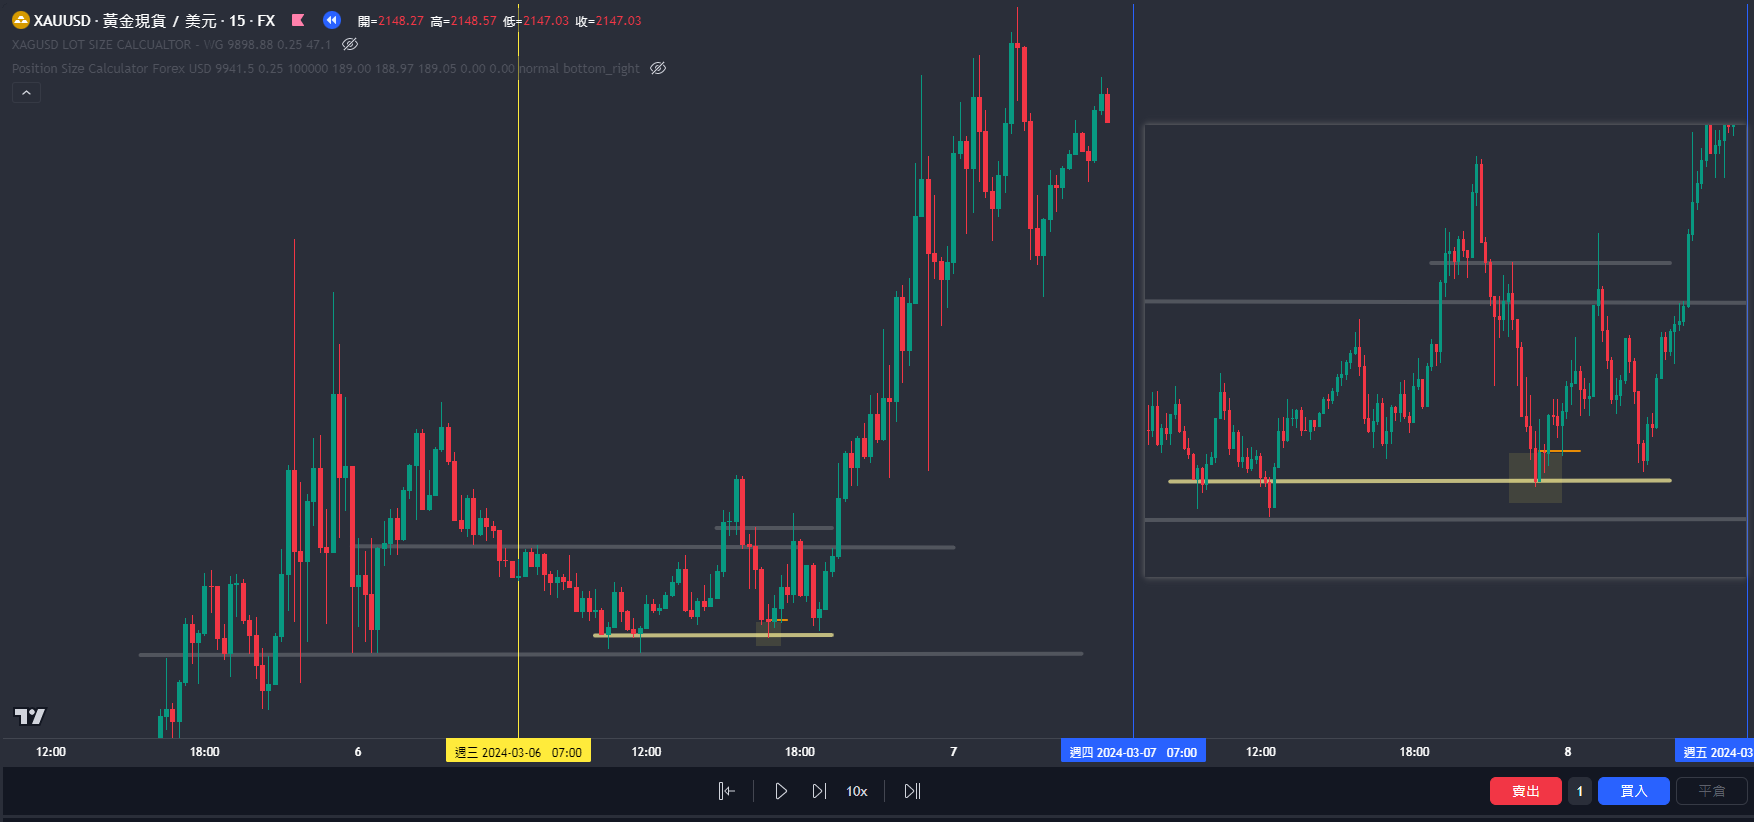 XAUUSD · 黃金現貨 / 美元 · 15 · FX 開=2148.27 高=2148.57 低=2147.03 收=2147.03
XAGUSD LOT SIZE CALCUALTOR - WG 9898.88 0.25 47.1
Position Size Calculator Forex USD 9941.5 0.25 100000 189.00 188.97 189.05 0.00 0.00 normal bottom_right
12:00 18:00 6 週三 2024-03-06 07:00 12:00 18:00 7 週四 2024-03-07 07:00 12:00 18:00 8 週五 2024-03
10x 賣出 1 買入 平倉